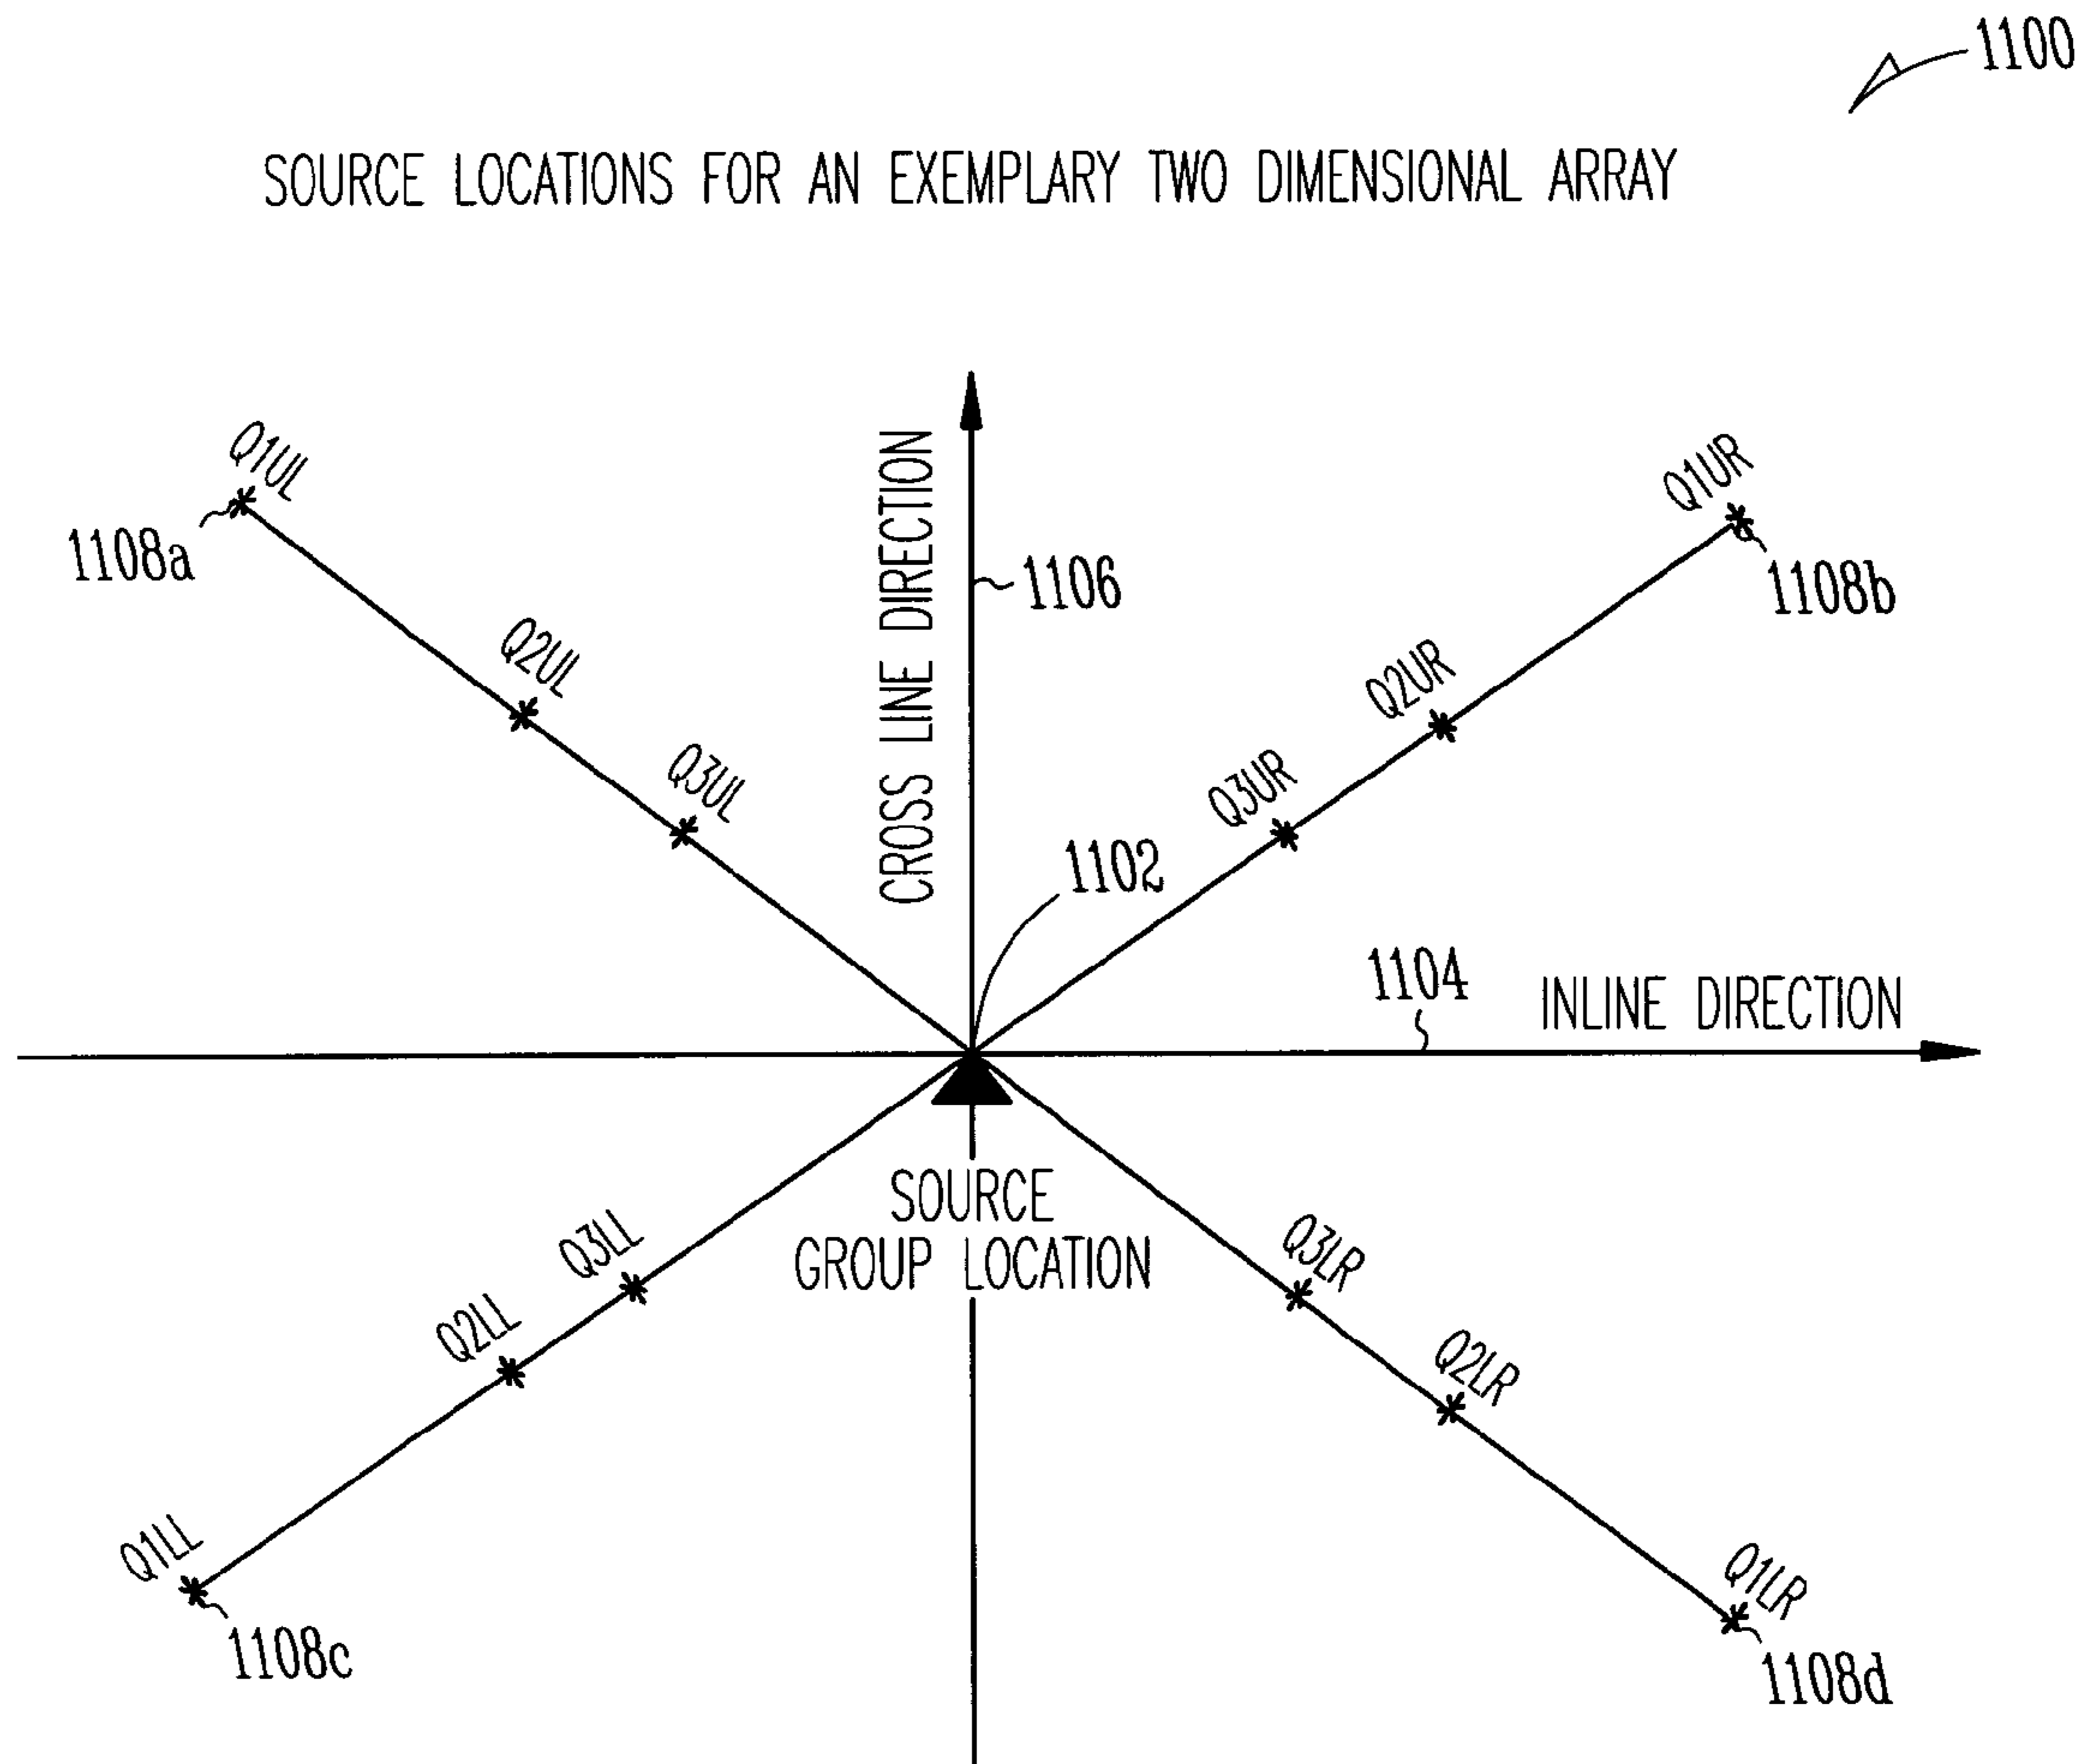 1100
SOURCE LOCATIONS FOR AN EXEMPLARY TWO DIMENSIONAL ARRAY
Q1UL
1108a
Q2UL
Q3UL
CROSS LINE DIRECTION
1106
Q1UR
1108b
Q2UR
Q3UR
1102
1104
INLINE DIRECTION
SOURCE
GROUP LOCATION
Q3LL
Q2LL
Q1LL
1108c
Q3LR
Q2LR
Q1LR
1108d